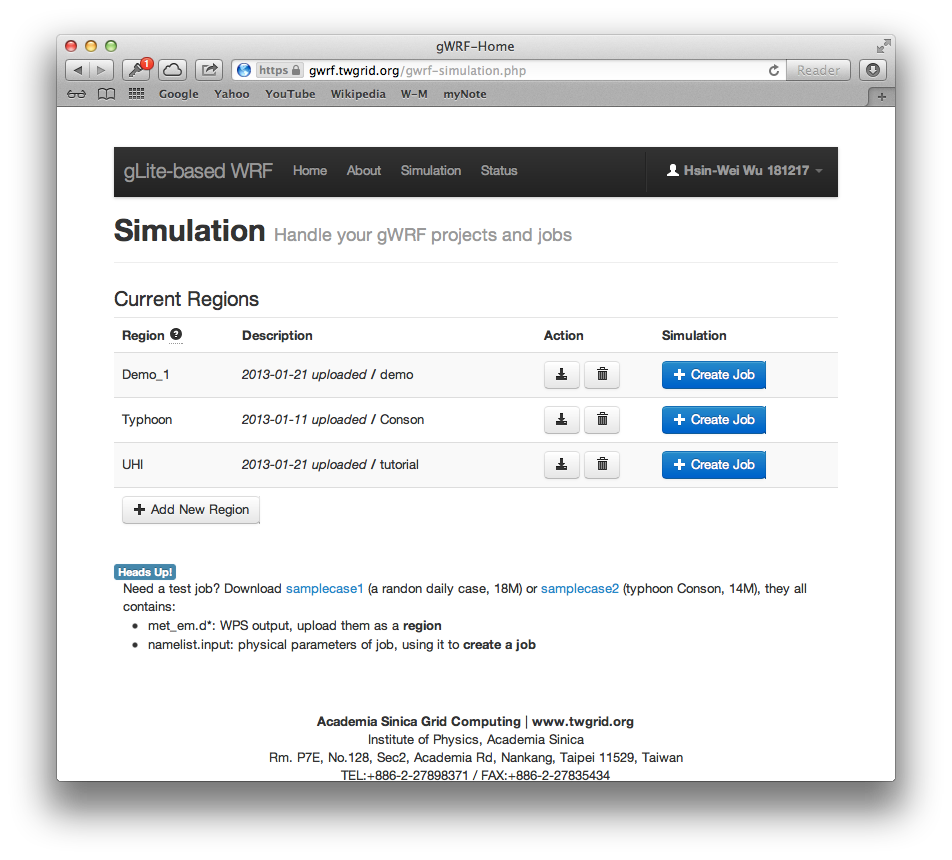 gWRF-Home
1
https gwrf.twgrid.org/gwrf-simulation.php Reader
Google Yahoo YouTube Wikipedia W-M myNote
gLite-based WRF Home About Simulation Status Hsin-Wei Wu 181217
Simulation Handle your gWRF projects and jobs
Current Regions
Region ? Description Action Simulation
Demo_1 2013-01-21 uploaded / demo + Create Job
Typhoon 2013-01-11 uploaded / Conson + Create Job
UHI 2013-01-21 uploaded / tutorial + Create Job
+ Add New Region
Heads Up!
Need a test job? Download samplecase1 (a randon daily case, 18M) or samplecase2 (typhoon Conson, 14M), they all
contains:
• met_em.d*: WPS output, upload them as a region
• namelist.input: physical parameters of job, using it to create a job
Academia Sinica Grid Computing | www.twgrid.org
Institute of Physics, Academia Sinica
Rm. P7E, No.128, Sec2, Academia Rd, Nankang, Taipei 11529, Taiwan
TEL:+886-2-27898371 / FAX:+886-2-27835434